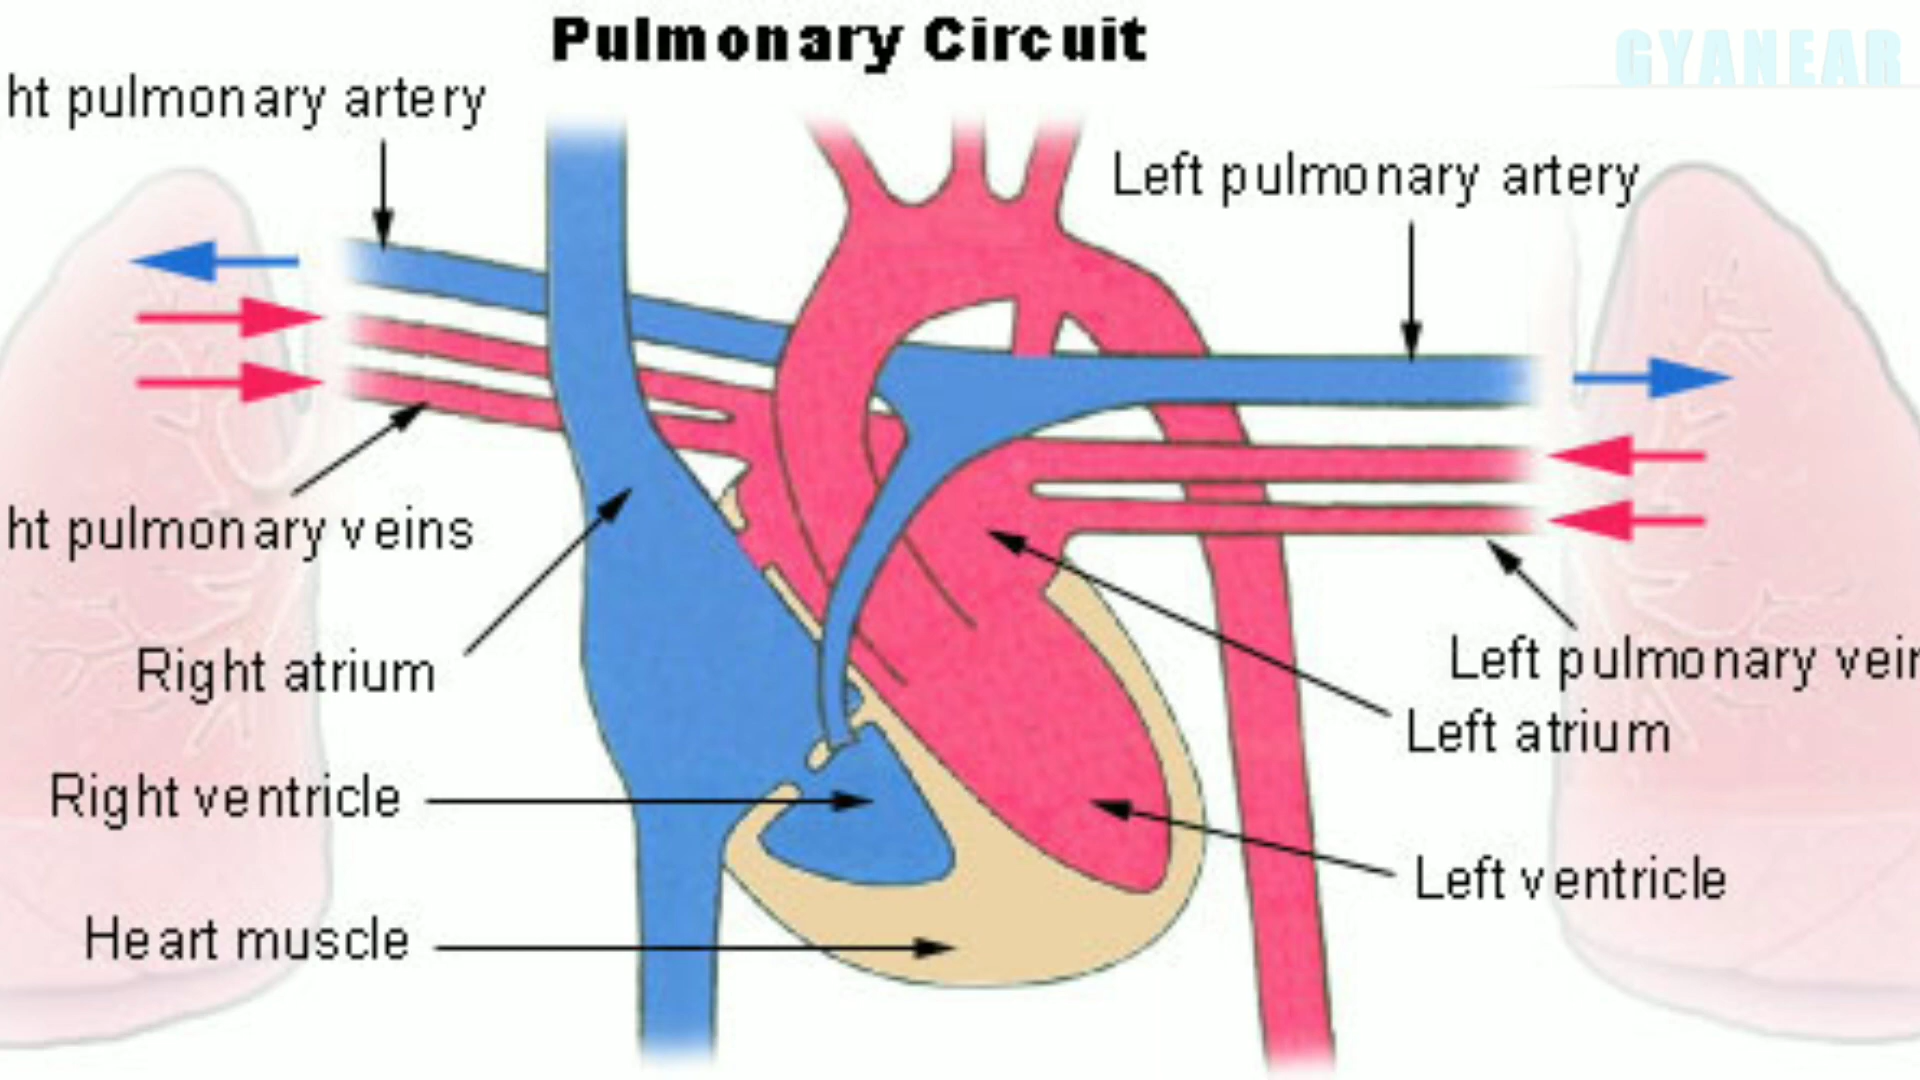 Pulmonary Circuit
GYANEAR
ht pulmonary artery
Left pulmonary artery
ht pulmonary veins
Right atrium
Left pulmonary vein
Left atrium
Right ventricle
Left ventricle
Heart muscle